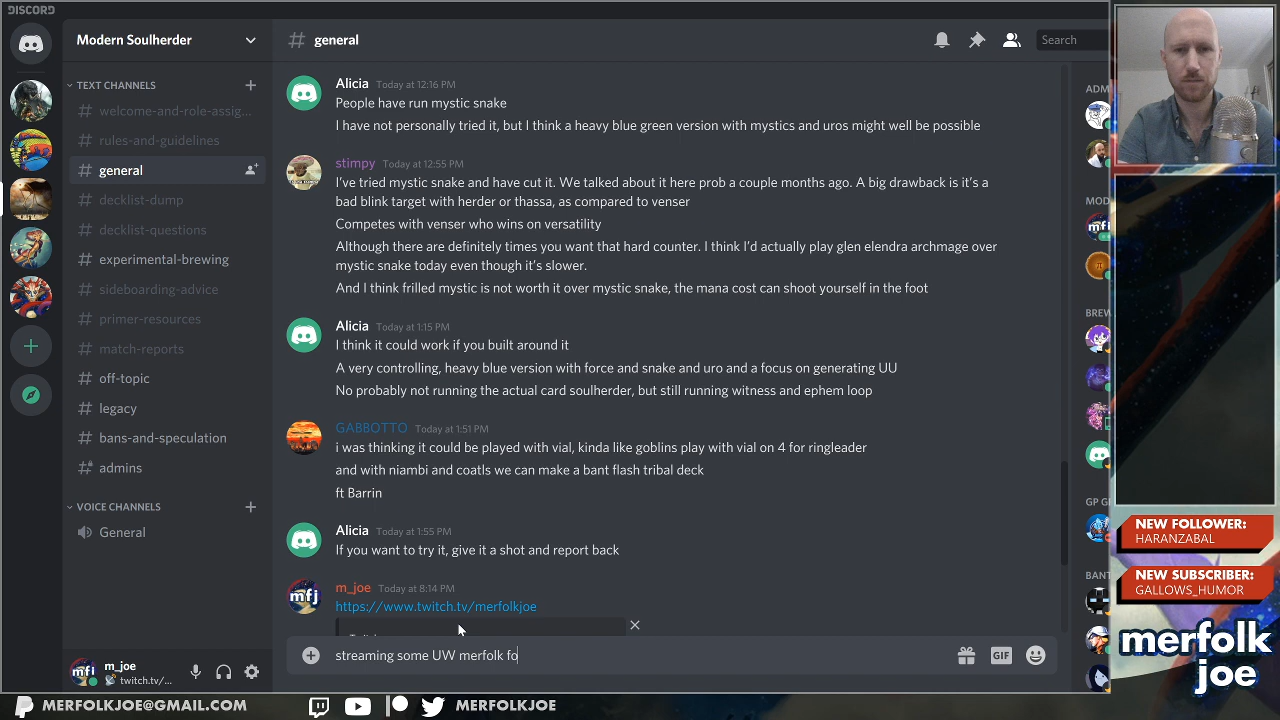 DISCORD
Modern Soulherder
general
Search
TEXT CHANNELS
welcome-and-role-assig...
rules-and-guidelines
general
decklist-dump
decklist-questions
experimental-brewing
sideboarding-advice
primer-resources
match-reports
off-topic
legacy
bans-and-speculation
admins
VOICE CHANNELS
General
m_joe
twitch.tv/...
Alicia Today at 12:16 PM
People have run mystic snake
I have not personally tried it, but I think a heavy blue green version with mystics and uros might well be possible
stimpy Today at 12:55 PM
I've tried mystic snake and have cut it. We talked about it here prob a couple months ago. A big drawback is it's a
bad blink target with herder or thassa, as compared to venser
Competes with venser who wins on versatility
Although there are definitely times you want that hard counter. I think I'd actually play glen elendra archmage over
mystic snake today even though it's slower.
And I think frilled mystic is not worth it over mystic snake, the mana cost can shoot yourself in the foot
Alicia Today at 1:15 PM
I think it could work if you built around it
A very controlling, heavy blue version with force and snake and uro and a focus on generating UU
No probably not running the actual card soulherder, but still running witness and ephem loop
GABBOTTO Today at 1:51 PM
i was thinking it could be played with vial, kinda like goblins play with vial on 4 for ringleader
and with niambi and coatls we can make a bant flash tribal deck
ft Barrin
Alicia Today at 1:55 PM
If you want to try it, give it a shot and report back
mfj
m_joe Today at 8:14 PM
https://www.twitch.tv/merfolkjoe
streaming some UW merfolk fo
GIF
ADM
MOD
BREW
GP GP
BANT
NEW FOLLOWER:
HARANZABAL
NEW SUBSCRIBER:
GALLOWS_HUMOR
merfolk
joe
MERFOLKJOE@GMAIL.COM
MERFOLKJOE